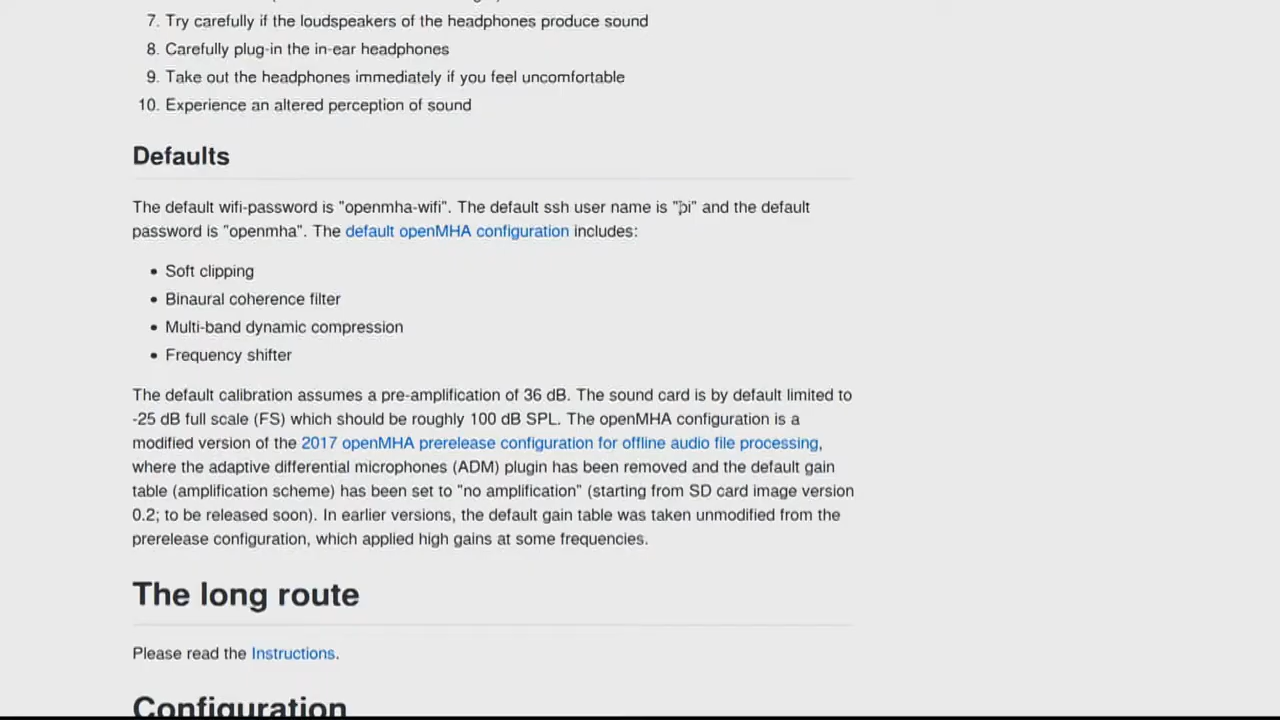 7. Try carefully if the loudspeakers of the headphones produce sound
8. Carefully plug-in the in-ear headphones
9. Take out the headphones immediately if you feel uncomfortable
10. Experience an altered perception of sound
Defaults
The default wifi-password is "openmha-wifi". The default ssh user name is "pi" and the default
password is "openmha". The default openMHA configuration includes:
• Soft clipping
• Binaural coherence filter
• Multi-band dynamic compression
• Frequency shifter
The default calibration assumes a pre-amplification of 36 dB. The sound card is by default limited to
-25 dB full scale (FS) which should be roughly 100 dB SPL. The openMHA configuration is a
modified version of the 2017 openMHA prerelease configuration for offline audio file processing,
where the adaptive differential microphones (ADM) plugin has been removed and the default gain
table (amplification scheme) has been set to "no amplification" (starting from SD card image version
0.2; to be released soon). In earlier versions, the default gain table was taken unmodified from the
prerelease configuration, which applied high gains at some frequencies.
The long route
Please read the Instructions.
Configuration